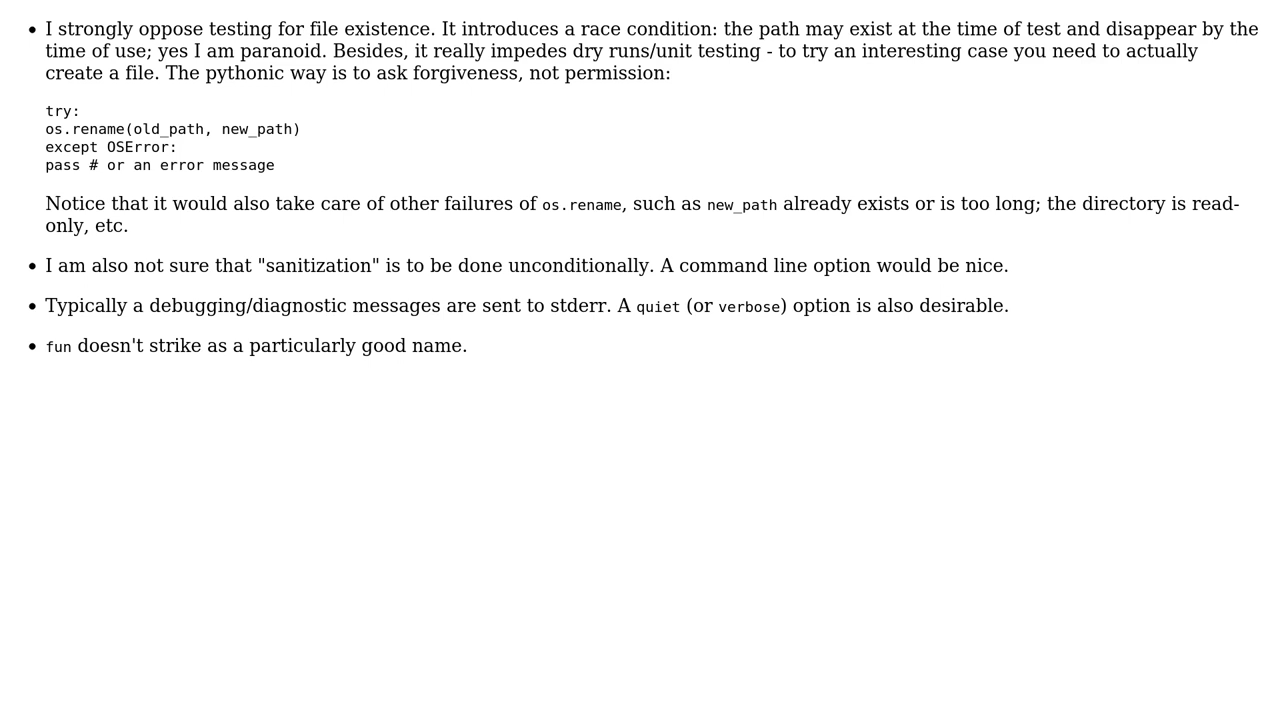 • I strongly oppose testing for file existence. It introduces a race condition: the path may exist at the time of test and disappear by the
time of use; yes I am paranoid. Besides, it really impedes dry runs/unit testing - to try an interesting case you need to actually
create a file. The pythonic way is to ask forgiveness, not permission:
try:
os.rename(old_path, new_path)
except OSError:
pass # or an error message
Notice that it would also take care of other failures of os.rename, such as new_path already exists or is too long; the directory is read-
only, etc.
• I am also not sure that "sanitization" is to be done unconditionally. A command line option would be nice.
• Typically a debugging/diagnostic messages are sent to stderr. A quiet (or verbose) option is also desirable.
• fun doesn't strike as a particularly good name.